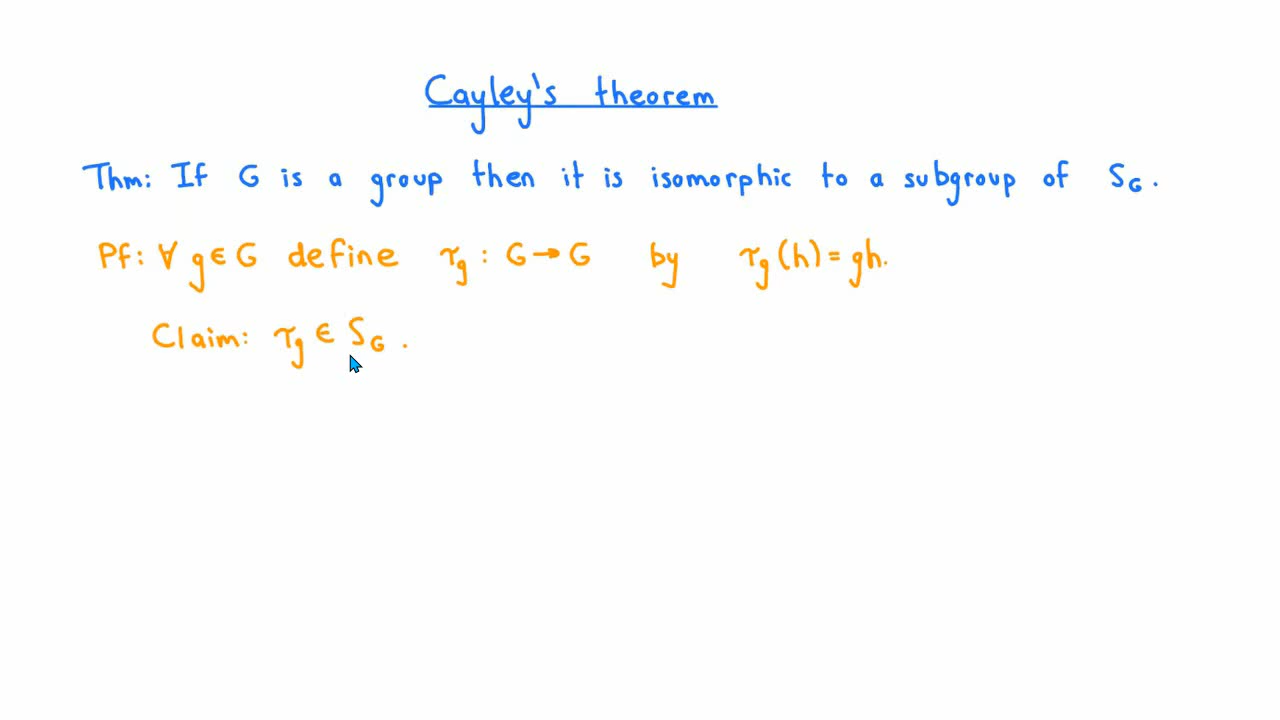 Cayley's theorem
Thm: If G is a group then it is isomorphic to a subgroup of S_G.
Pf: ∀ g∈G define τ_g : G→G by τ_g(h)=gh.
Claim: τ_g ∈ S_G.